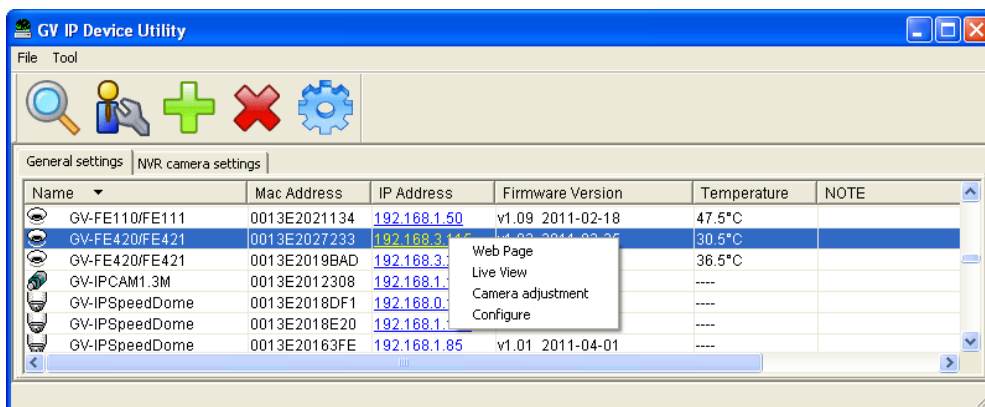 GV IP Device Utility
File Tool
General settings NVR camera settings
Name Mac Address IP Address Firmware Version Temperature NOTE
GV-FE110/FE111 0013E2021134 192.168.1.50 v1.09 2011-02-18 47.5°C
GV-FE420/FE421 0013E2027233 30.5°C
GV-FE420/FE421 0013E2019BAD 36.5°C
GV-IPCAM1.3M 0013E2012308 ----
GV-IPSpeedDome 0013E2018DF1 ----
GV-IPSpeedDome 0013E2018E20 ----
GV-IPSpeedDome 0013E20163FE 192.168.1.85 v1.01 2011-04-01 ----
Web Page
Live View
Camera adjustment
Configure